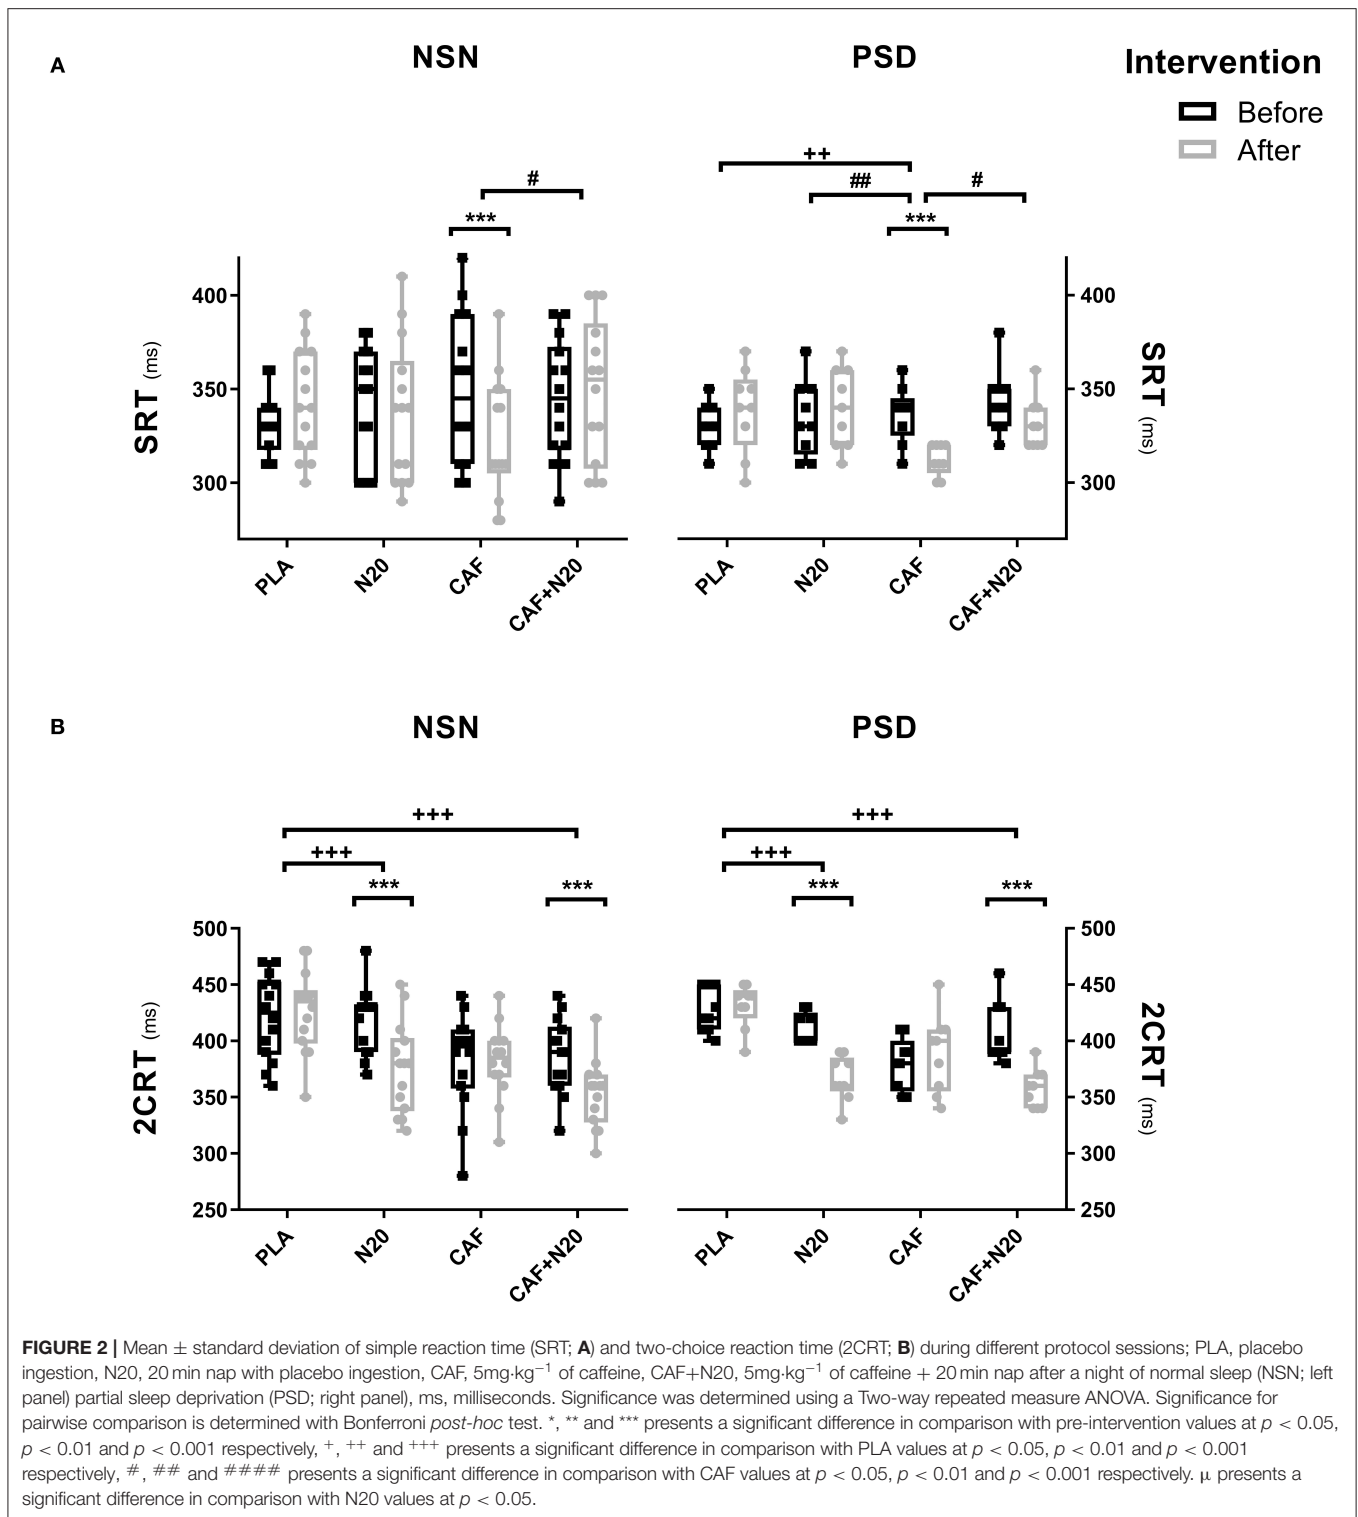 A
NSN
PSD
Intervention
Before
After
++
#
##
#
***
***
SRT (ms)
400
350
300
400
350
300
SRT (ms)
PLA
N20
CAF
CAF+N20
PLA
N20
CAF
CAF+N20
B
NSN
PSD
+++
+++
+++
+++
***
***
***
***
2CRT (ms)
500
450
400
350
300
250
500
450
400
350
300
250
2CRT (ms)
PLA
N20
CAF
CAF+N20
PLA
N20
CAF
CAF+N20
FIGURE 2 | Mean ± standard deviation of simple reaction time (SRT; A) and two-choice reaction time (2CRT; B) during different protocol sessions; PLA, placebo
ingestion, N20, 20 min nap with placebo ingestion, CAF, 5mg·kg⁻¹ of caffeine, CAF+N20, 5mg·kg⁻¹ of caffeine + 20 min nap after a night of normal sleep (NSN; left
panel) partial sleep deprivation (PSD; right panel), ms, milliseconds. Significance was determined using a Two-way repeated measure ANOVA. Significance for
pairwise comparison is determined with Bonferroni post-hoc test. *, ** and *** presents a significant difference in comparison with pre-intervention values at p < 0.05,
p < 0.01 and p < 0.001 respectively, +, ++ and +++ presents a significant difference in comparison with PLA values at p < 0.05, p < 0.01 and p < 0.001
respectively, #, ## and #### presents a significant difference in comparison with CAF values at p < 0.05, p < 0.01 and p < 0.001 respectively. μ presents a
significant difference in comparison with N20 values at p < 0.05.